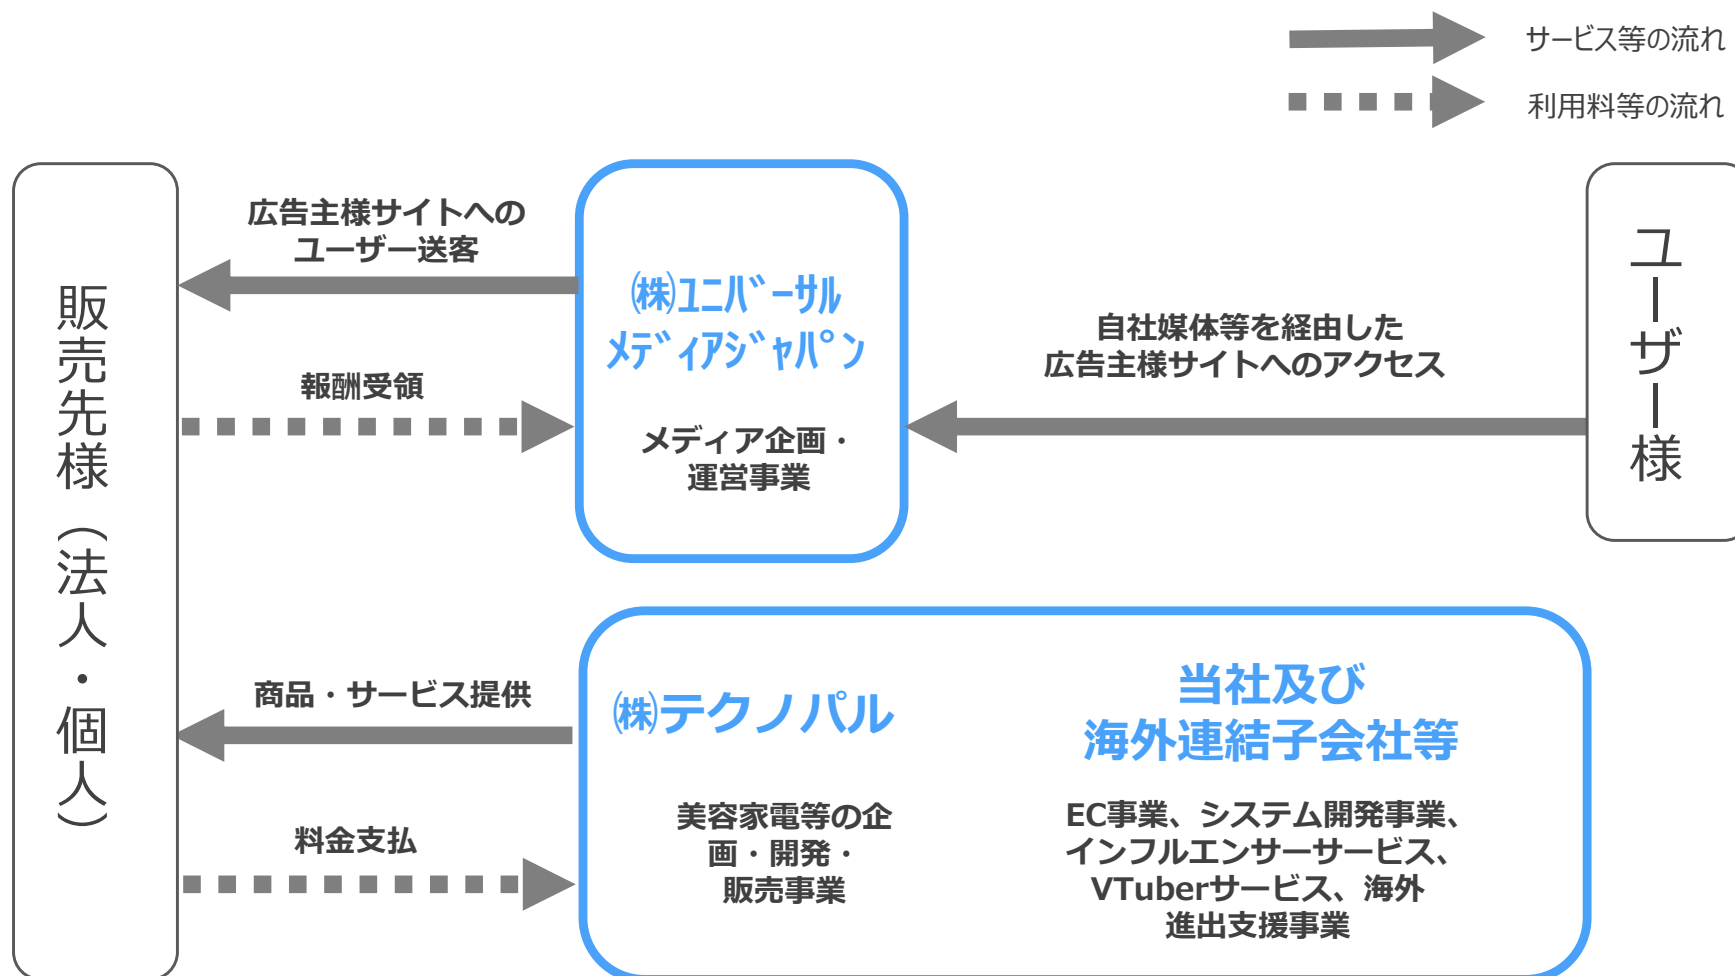 サービス等の流れ
利用料等の流れ
販売先様（法人・個人）
広告主様サイトへの
ユーザー送客
報酬受領
㈱ﾕﾆﾊﾞｰｻﾙ
ﾒﾃﾞｨｱｼﾞｬﾊﾟﾝ
メディア企画・
運営事業
自社媒体等を経由した
広告主様サイトへのアクセス
ユーザー様
商品・サービス提供
料金支払
㈱テクノパル
美容家電等の企
画・開発・
販売事業
当社及び
海外連結子会社等
EC事業、システム開発事業、
インフルエンサーサービス、
VTuberサービス、海外
進出支援事業